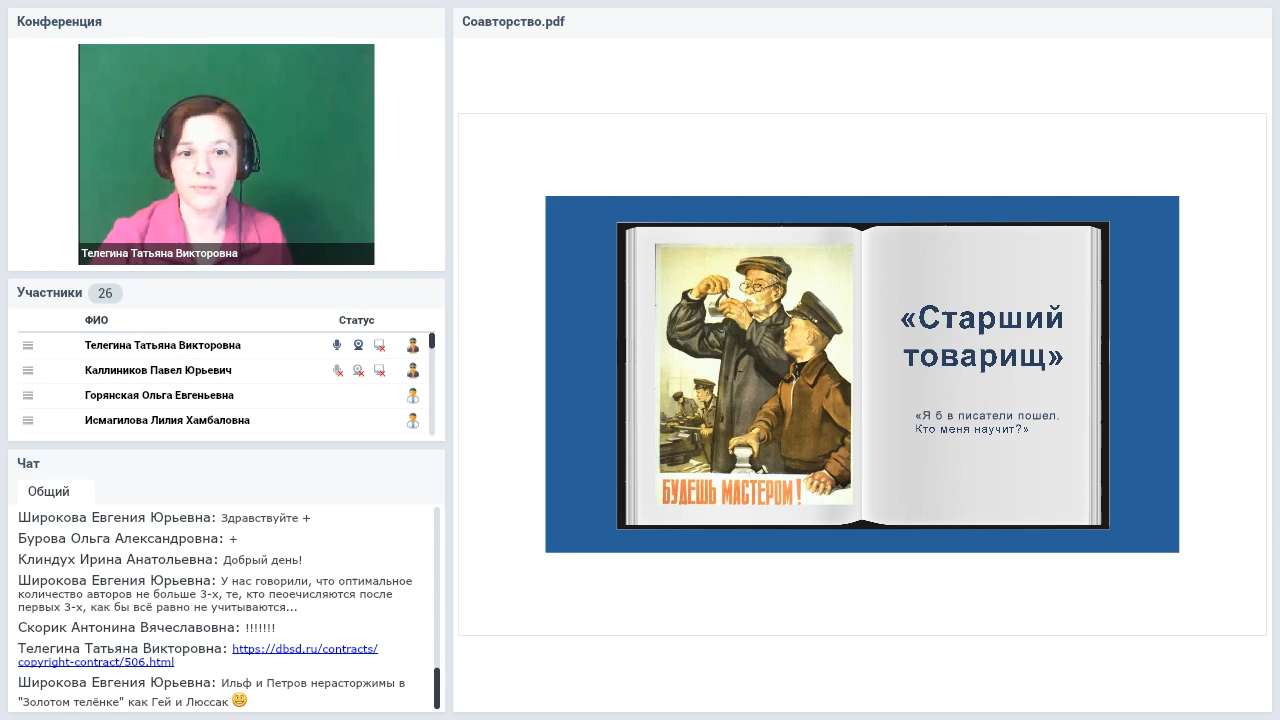 Конференция
Телегина Татьяна Викторовна
Участники 26
ФИО Статус
Телегина Татьяна Викторовна
Каллиников Павел Юрьевич
Горянская Ольга Евгеньевна
Исмагилова Лилия Хамбаловна
Чат
Общий
Широкова Евгения Юрьевна: Здравствуйте +
Бурова Ольга Александровна: +
Клиндух Ирина Анатольевна: Добрый день!
Широкова Евгения Юрьевна: У нас говорили, что оптимальное
количество авторов не больше 3-х, те, кто пеоечисляются после
первых 3-х, как бы всё равно не учитываются...
Скорик Антонина Вячеславовна: !!!!!!!
Телегина Татьяна Викторовна: https://dbsd.ru/contracts/
copyright-contract/506.html
Широкова Евгения Юрьевна: Ильф и Петров нерасторжимы в
"Золотом телёнке" как Гей и Люссак
Соавторство.pdf
БУДЕШЬ МАСТЕРОМ!
«Старший
товарищ»
«Я б в писатели пошел.
Кто меня научит?»